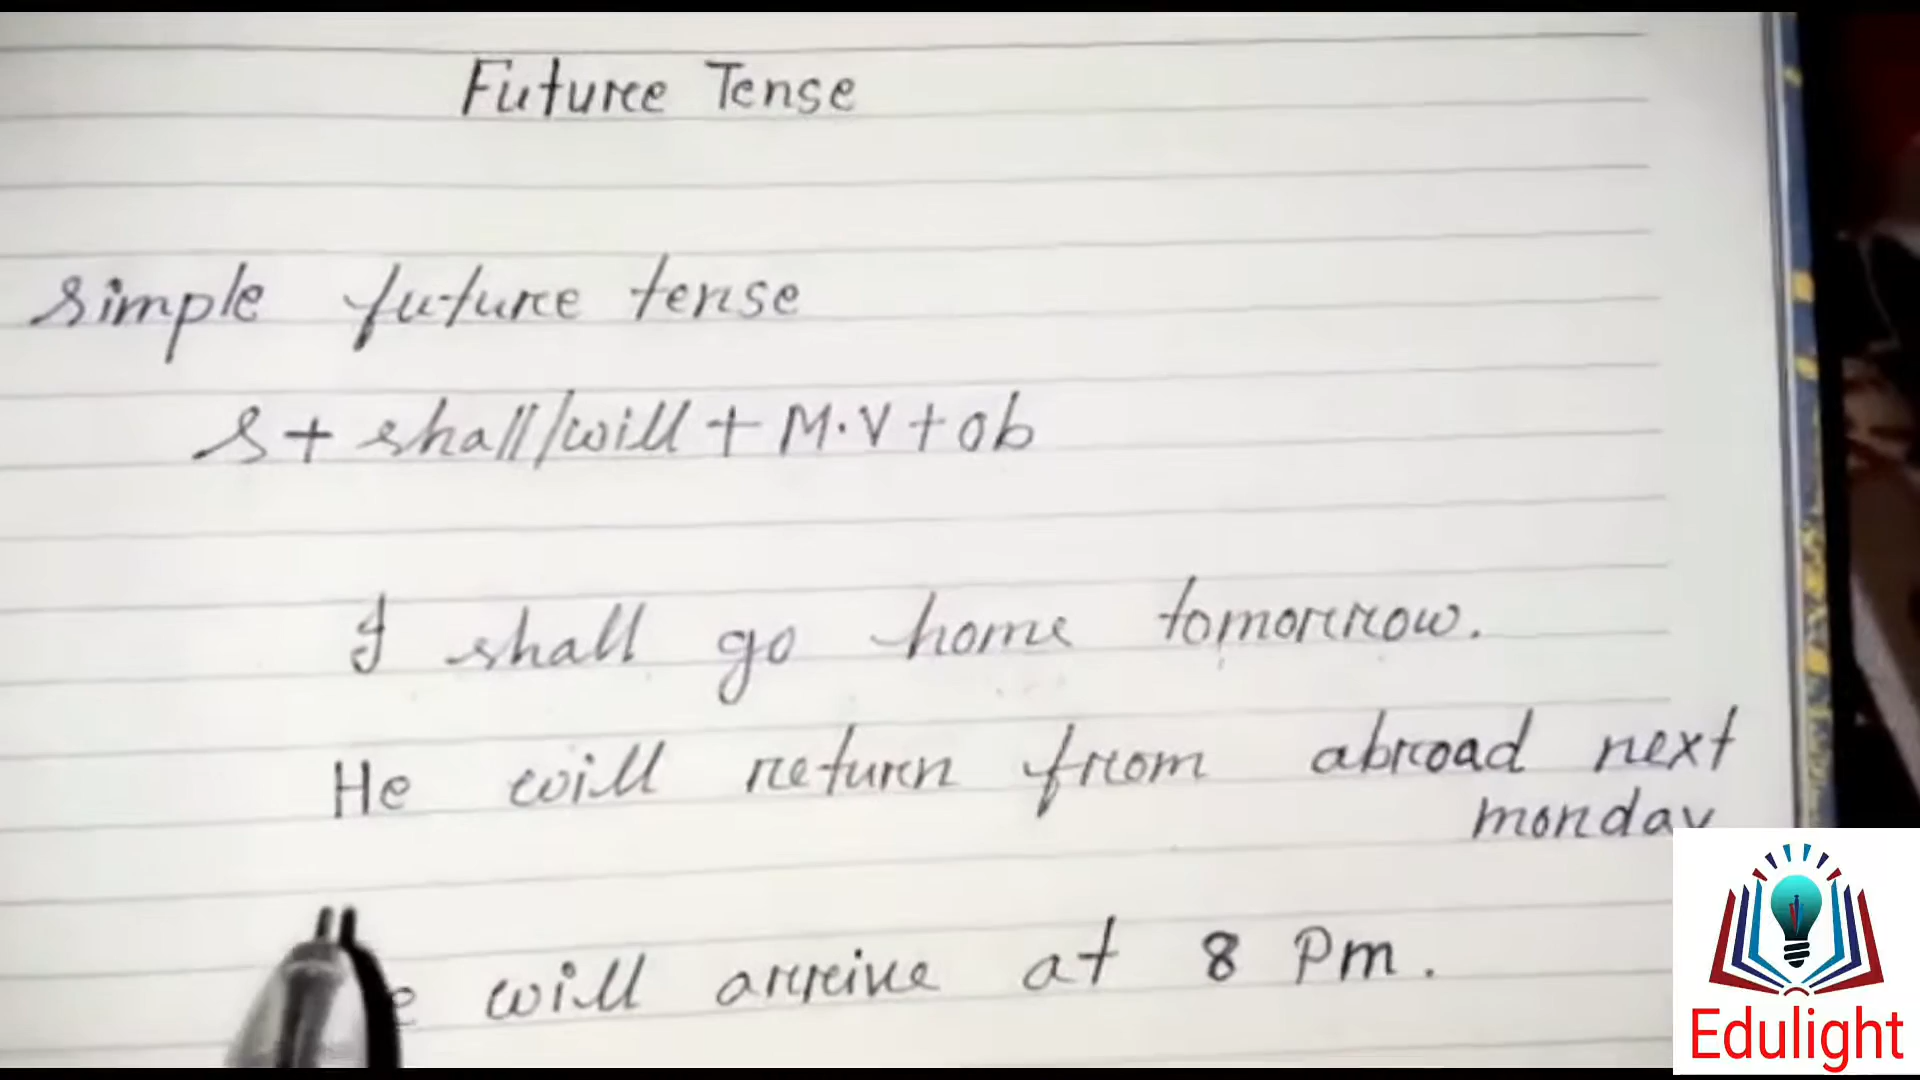 Future Tense
simple future tense
S + shall/will + M.V + ob
I shall go home tomorrow.
He will return from abroad next
monday
will arrive at 8 Pm.
Edulight